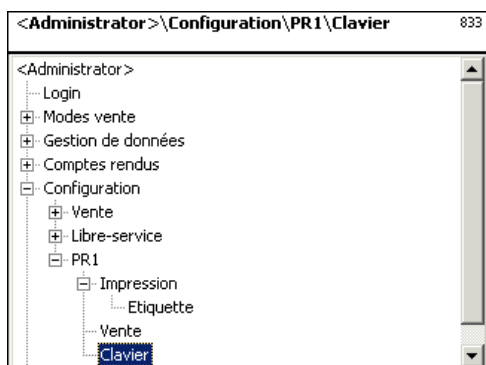 <Administrator>\Configuration\PR1\Clavier 833
<Administrator>
Login
Modes vente
Gestion de données
Comptes rendus
Configuration
Vente
Libre-service
PR1
Impression
Etiquette
Vente
Clavier